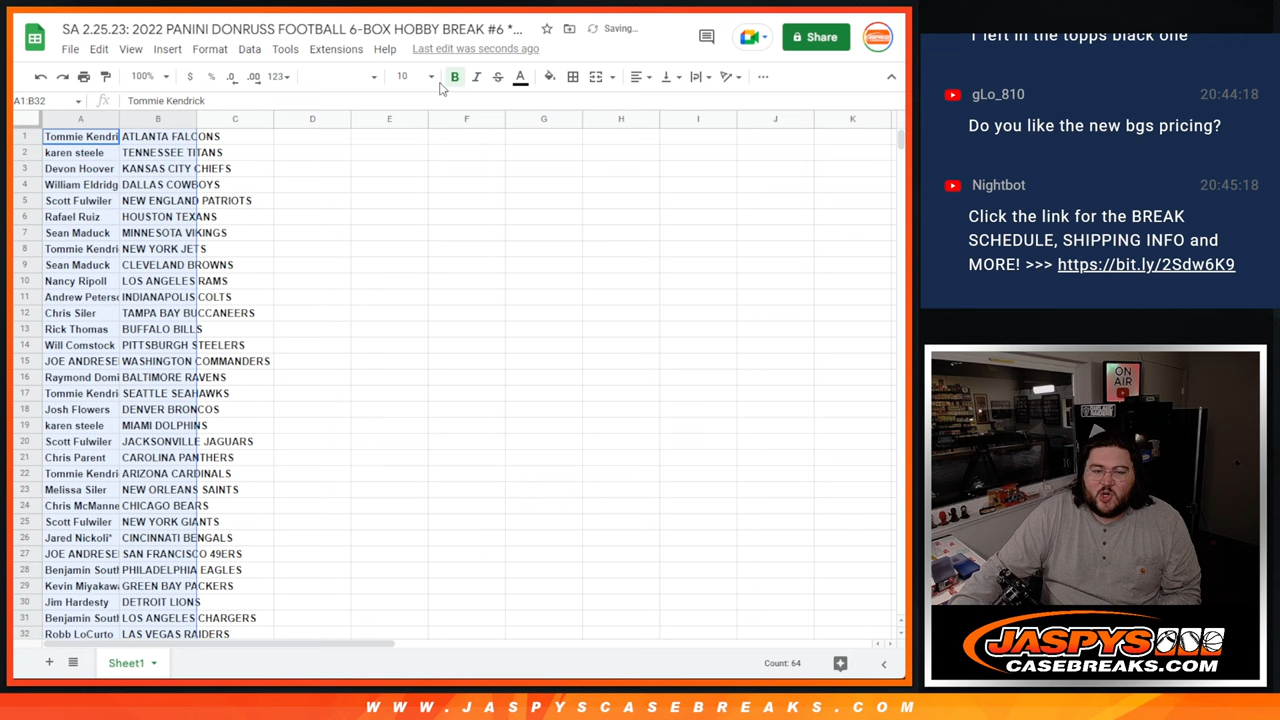 SA 2.25.23: 2022 PANINI DONRUSS FOOTBALL 6-BOX HOBBY BREAK #6 *...
Saving...
Share
File Edit View Insert Format Data Tools Extensions Help Last edit was seconds ago
100% $ % .0 .00 123 10 B I S A
A1:B32 fx Tommie Kendrick
A B C D E F G H I J K
1 Tommie Kendri ATLANTA FALCONS
2 karen steele TENNESSEE TITANS
3 Devon Hoover KANSAS CITY CHIEFS
4 William Eldridg DALLAS COWBOYS
5 Scott Fulwiler NEW ENGLAND PATRIOTS
6 Rafael Ruiz HOUSTON TEXANS
7 Sean Maduck MINNESOTA VIKINGS
8 Tommie Kendri NEW YORK JETS
9 Sean Maduck CLEVELAND BROWNS
10 Nancy Ripoll LOS ANGELES RAMS
11 Andrew Peters INDIANAPOLIS COLTS
12 Chris Siler TAMPA BAY BUCCANEERS
13 Rick Thomas BUFFALO BILLS
14 Will Comstock PITTSBURGH STEELERS
15 JOE ANDRESE WASHINGTON COMMANDERS
16 Raymond Domi BALTIMORE RAVENS
17 Tommie Kendri SEATTLE SEAHAWKS
18 Josh Flowers DENVER BRONCOS
19 karen steele MIAMI DOLPHINS
20 Scott Fulwiler JACKSONVILLE JAGUARS
21 Chris Parent CAROLINA PANTHERS
22 Tommie Kendri ARIZONA CARDINALS
23 Melissa Siler NEW ORLEANS SAINTS
24 Chris McManne CHICAGO BEARS
25 Scott Fulwiler NEW YORK GIANTS
26 Jared Nickoli* CINCINNATI BENGALS
27 JOE ANDRESE SAN FRANCISCO 49ERS
28 Benjamin Sout PHILADELPHIA EAGLES
29 Kevin Miyakaw GREEN BAY PACKERS
30 Jim Hardesty DETROIT LIONS
31 Benjamin Sout LOS ANGELES CHARGERS
32 Robb LoCurto LAS VEGAS RAIDERS
Sheet1
Count: 64
1 left in the topps black one
gLo_810 20:44:18
Do you like the new bgs pricing?
Nightbot 20:45:18
Click the link for the BREAK
SCHEDULE, SHIPPING INFO and
MORE! >>> https://bit.ly/2Sdw6K9
ON
AIR
JASPYS
CASEBREAKS.COM
WWW.JASPYSCASEBREAKS.COM